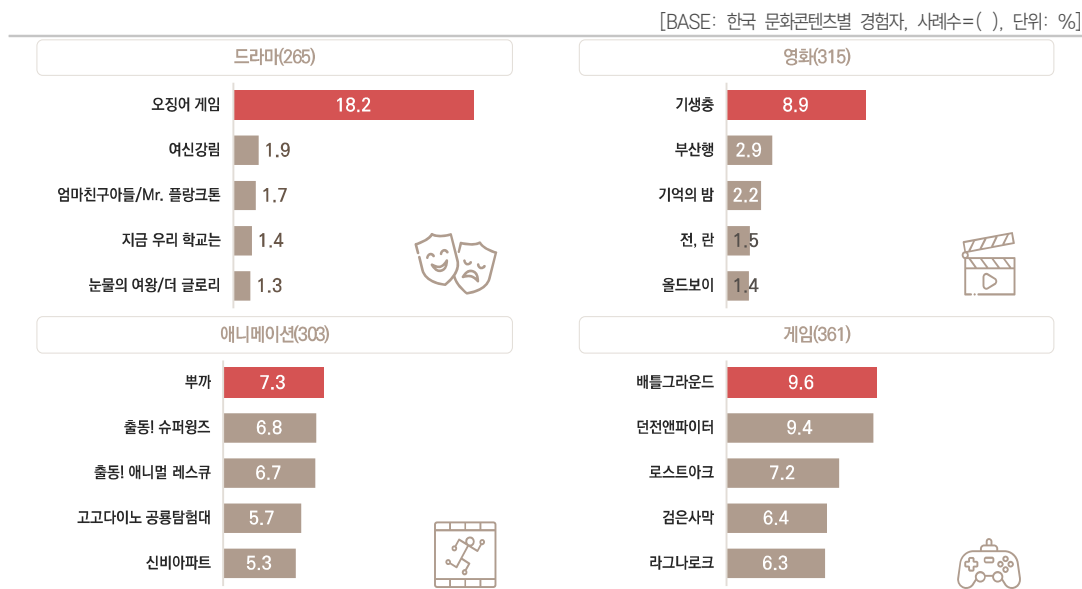 [BASE: 한국 문화콘텐츠별 경험자, 사례수=( ), 단위: %]
드라마(265)
오징어 게임 18.2
여신강림 1.9
엄마친구아들/Mr. 플랑크톤 1.7
지금 우리 학교는 1.4
눈물의 여왕/더 글로리 1.3
영화(315)
기생충 8.9
부산행 2.9
기억의 밤 2.2
전, 란 1.5
올드보이 1.4
애니메이션(303)
뿌까 7.3
출동! 슈퍼윙즈 6.8
출동! 애니멀 레스큐 6.7
고고다이노 공룡탐험대 5.7
신비아파트 5.3
게임(361)
배틀그라운드 9.6
던전앤파이터 9.4
로스트아크 7.2
검은사막 6.4
라그나로크 6.3